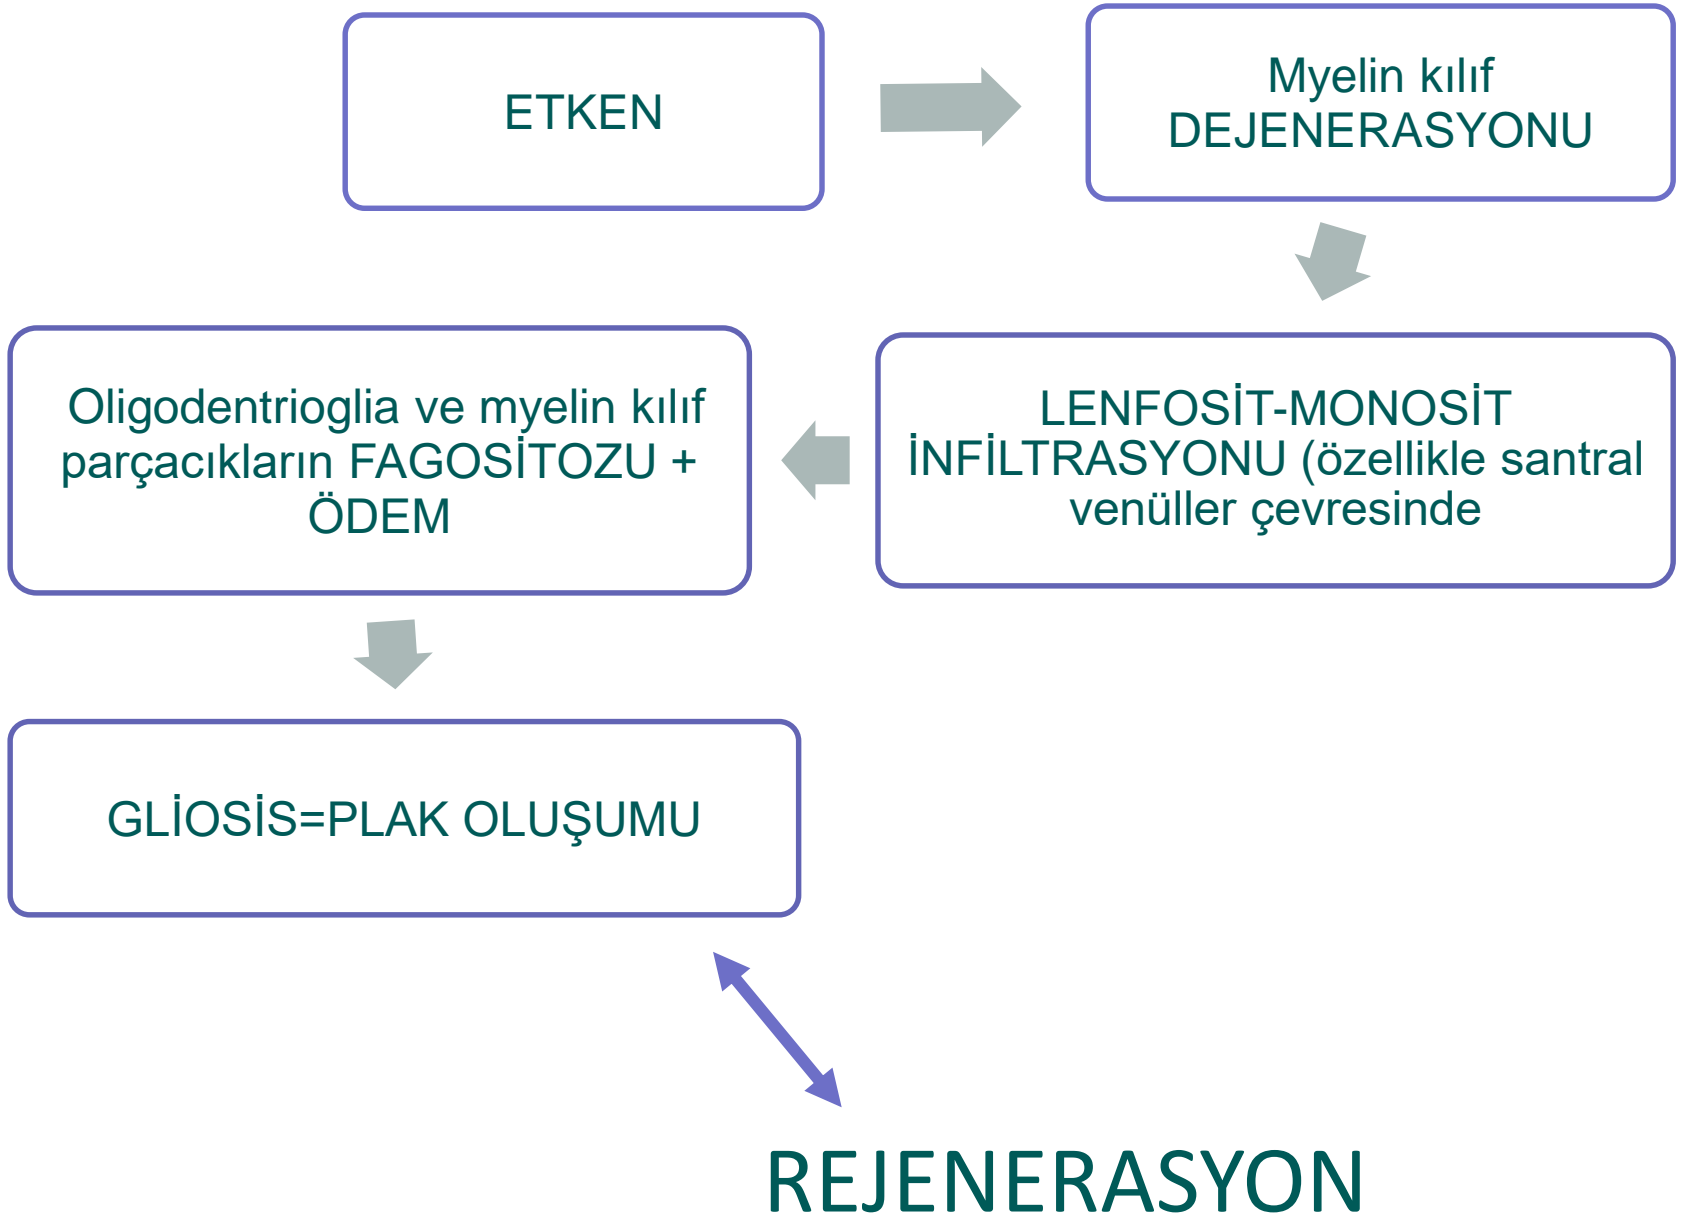 ETKEN
Myelin kılıf
DEJENERASYONU
LENFOSİT-MONOSİT
İNFİLTRASYONU (özellikle santral
venüller çevresinde
Oligodentrioglia ve myelin kılıf
parçacıkların FAGOSİTOZU +
ÖDEM
GLİOSİS=PLAK OLUŞUMU
REJENERASYON